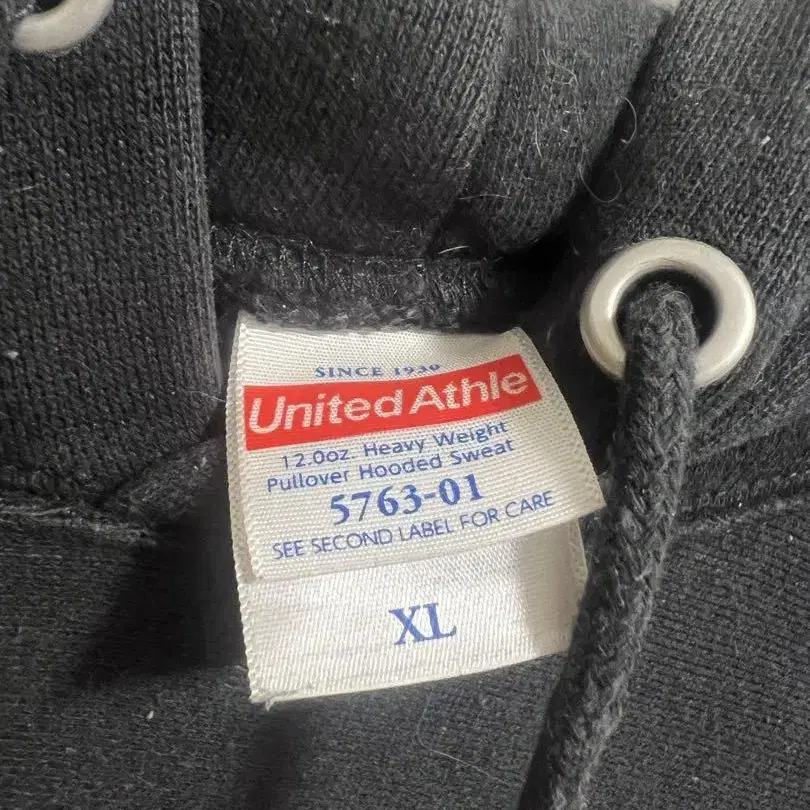 SINCE 1930
United Athle
12.0oz. Heavy Weight
Pullover Hooded Sweat
5763-01
SEE SECOND LABEL FOR CARE
XL